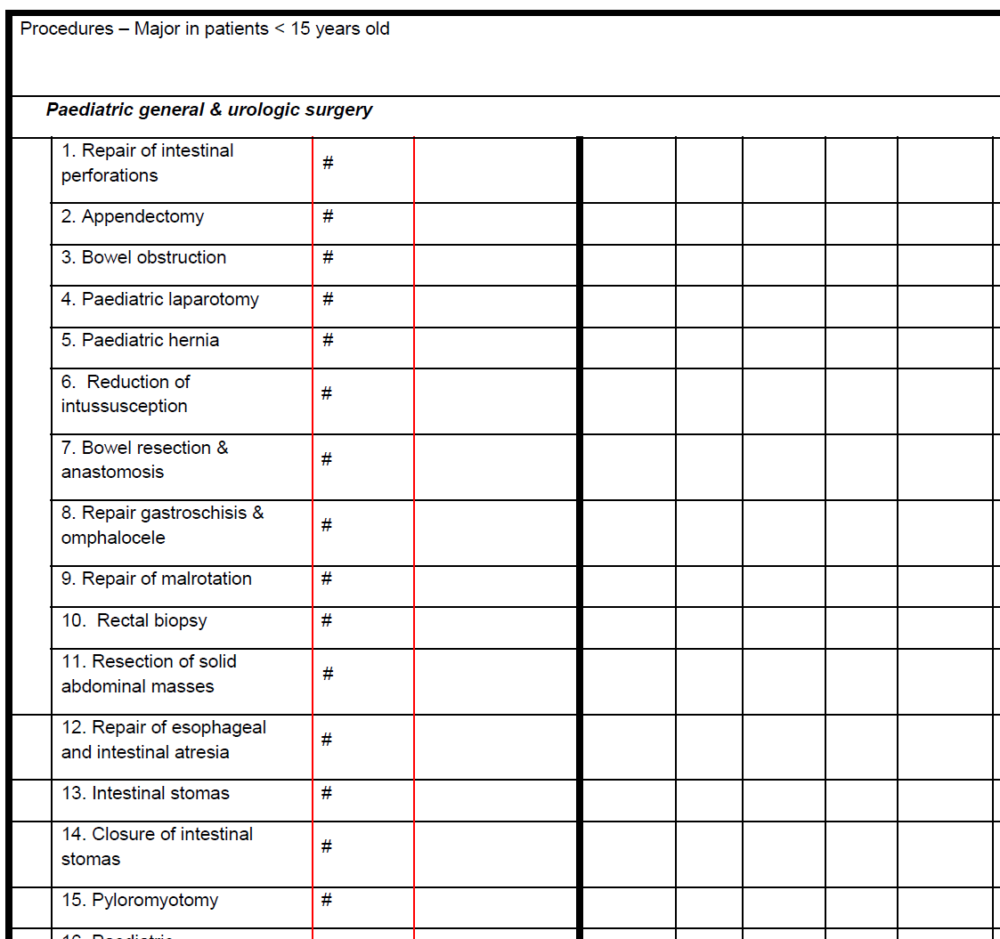 Procedures – Major in patients < 15 years old
Paediatric general & urologic surgery
1. Repair of intestinal
perforations
#
2. Appendectomy
#
3. Bowel obstruction
#
4. Paediatric laparotomy
#
5. Paediatric hernia
#
6.  Reduction of
intussusception
#
7. Bowel resection &
anastomosis
#
8. Repair gastroschisis &
omphalocele
#
9. Repair of malrotation
#
10.  Rectal biopsy
#
11. Resection of solid
abdominal masses
#
12. Repair of esophageal
and intestinal atresia
#
13. Intestinal stomas
#
14. Closure of intestinal
stomas
#
15. Pyloromyotomy
#
16. Paediatric